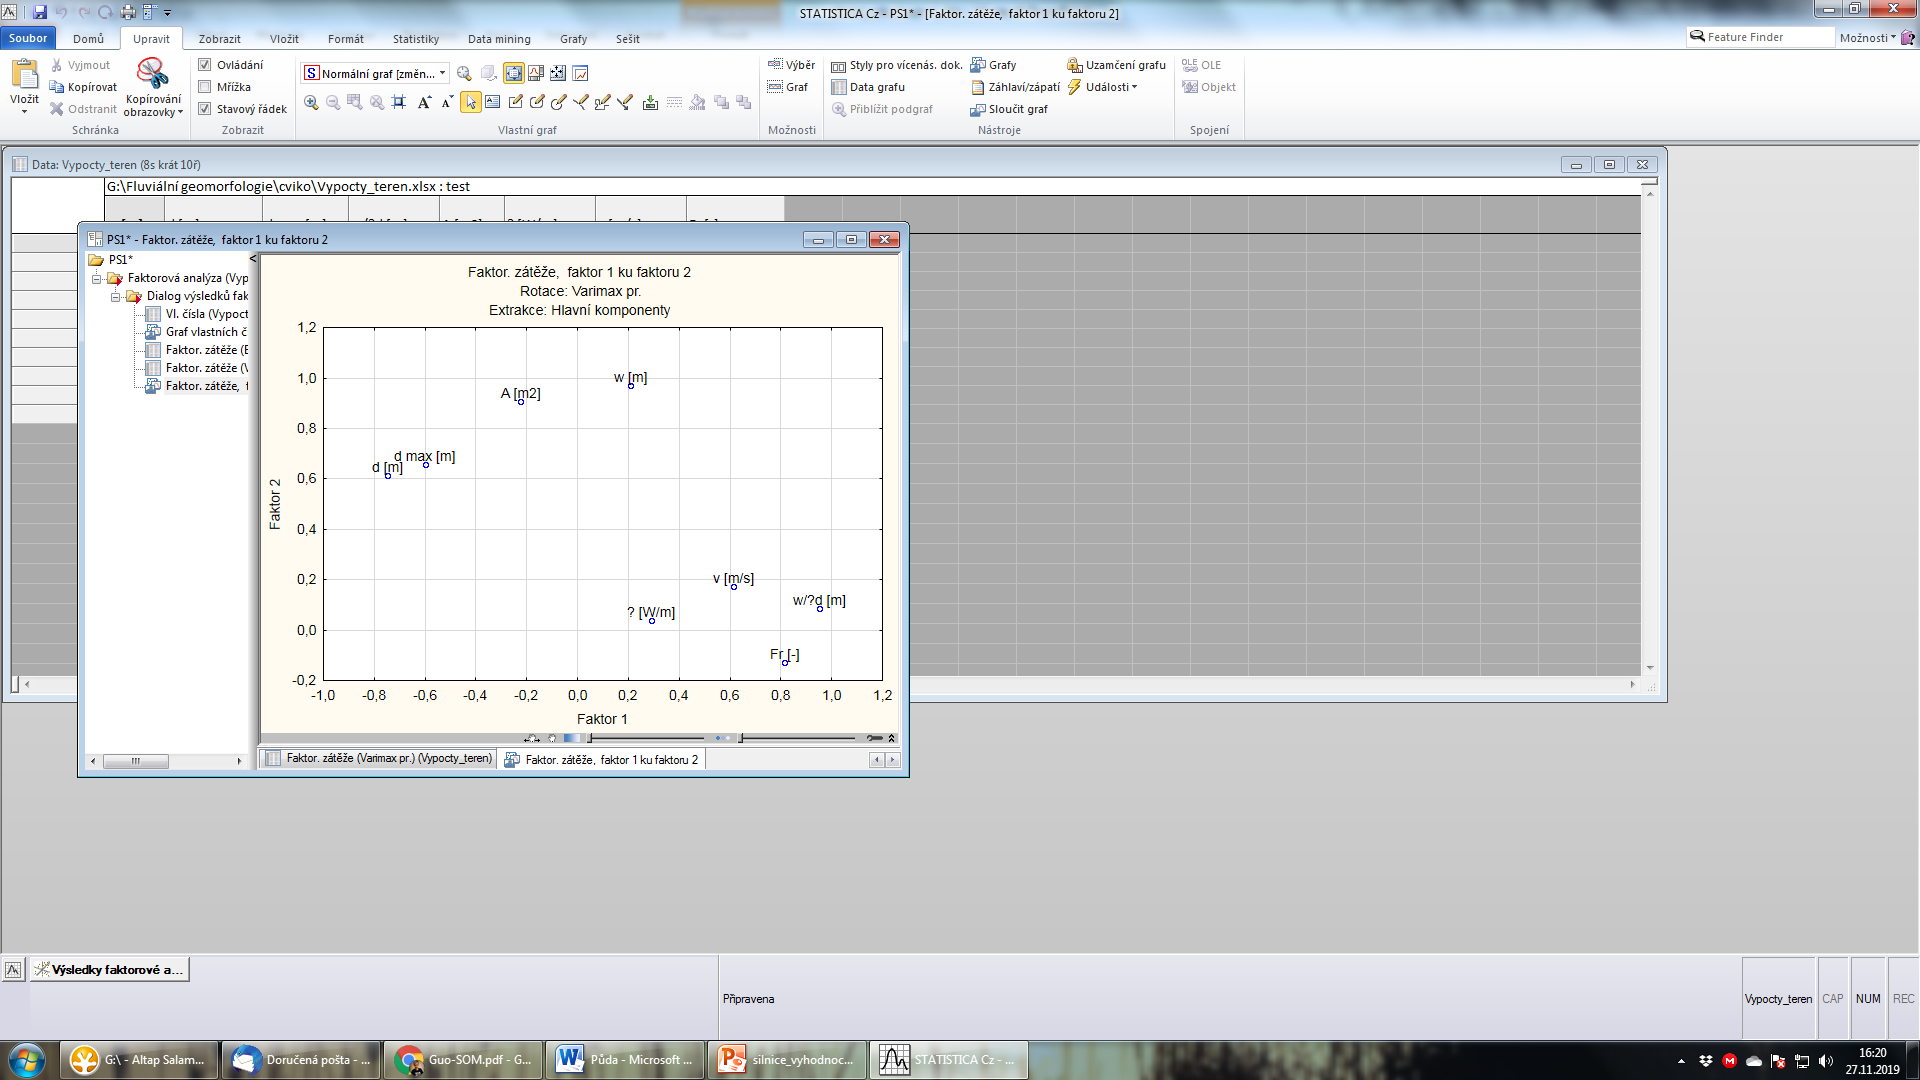 STATISTICA Cz - PS1* - [Faktor. zátěže,  faktor 1 ku faktoru 2]
Soubor Domů Upravit Zobrazit Vložit Formát Statistiky Data mining Grafy Sešit Feature Finder Možnosti
Vložit
Vyjmout
Kopírovat
Odstranit
Kopírování obrazovky
Schránka
Ovládání
Mřížka
Stavový řádek
Zobrazit
Normální graf [změn...
Vlastní graf
Výběr
Graf
Možnosti
Styly pro vícenás. dok.
Data grafu
Přiblížit podgraf
Grafy
Záhlaví/zápatí
Sloučit graf
Uzamčení grafu
Události
Nástroje
OLE
Objekt
Spojení
Data: Vypocty_teren (8s krát 10ř)
G:\Fluviální geomorfologie\cviko\Vypocty_teren.xlsx : test
PS1* - Faktor. zátěže,  faktor 1 ku faktoru 2
PS1*
Faktorová analýza (Vyp
Dialog výsledků fak
Vl. čísla (Vypoct
Graf vlastních č
Faktor. zátěže (E
Faktor. zátěže (V
Faktor. zátěže, f
Faktor. zátěže,  faktor 1 ku faktoru 2
Rotace: Varimax pr.
Extrakce: Hlavní komponenty
1,2
1,0
0,8
0,6
0,4
0,2
0,0
-0,2
Faktor 2
w [m]
A [m2]
d max [m]
d [m]
v [m/s]
w/?d [m]
? [W/m]
Fr [-]
-1,0 -0,8 -0,6 -0,4 -0,2 0,0 0,2 0,4 0,6 0,8 1,0 1,2
Faktor 1
Faktor. zátěže (Varimax pr.) (Vypocty_teren) Faktor. zátěže,  faktor 1 ku faktoru 2
Výsledky faktorové a...
Připravena
Vypocty_teren CAP NUM REC
G:\ - Altap Salam... Doručená pošta - ... Guo-SOM.pdf - G... Půda - Microsoft ... silnice_vyhodnoc... STATISTICA Cz - ...
16:20
27.11.2019